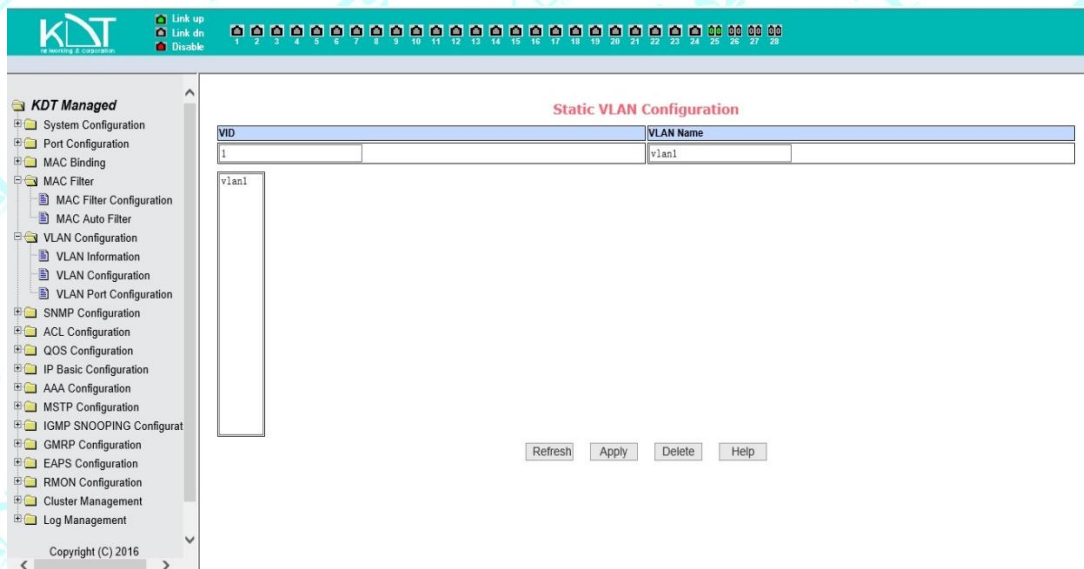 KDT
Link up
Link dn
Disable
1 2 3 4 5 6 7 8 9 10 11 12 13 14 15 16 17 18 19 20 21 22 23 24 25 26 27 28
KDT Managed
System Configuration
Port Configuration
MAC Binding
MAC Filter
MAC Filter Configuration
MAC Auto Filter
VLAN Configuration
VLAN Information
VLAN Configuration
VLAN Port Configuration
SNMP Configuration
ACL Configuration
QOS Configuration
IP Basic Configuration
AAA Configuration
MSTP Configuration
IGMP SNOOPING Configurat
GMRP Configuration
EAPS Configuration
RMON Configuration
Cluster Management
Log Management
Copyright (C) 2016
Static VLAN Configuration
VID VLAN Name
1 vlan1
vlan1
Refresh Apply Delete Help